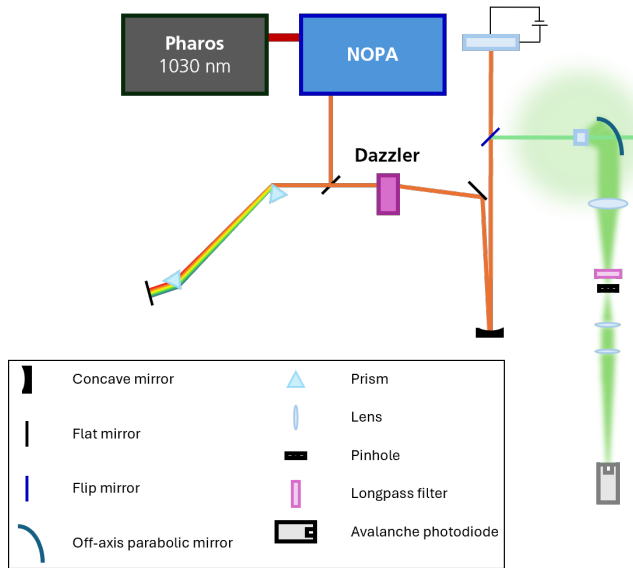 Pharos
1030 nm
NOPA
Dazzler
Concave mirror
Prism
Lens
Flat mirror
Pinhole
Flip mirror
Longpass filter
Off-axis parabolic mirror
Avalanche photodiode